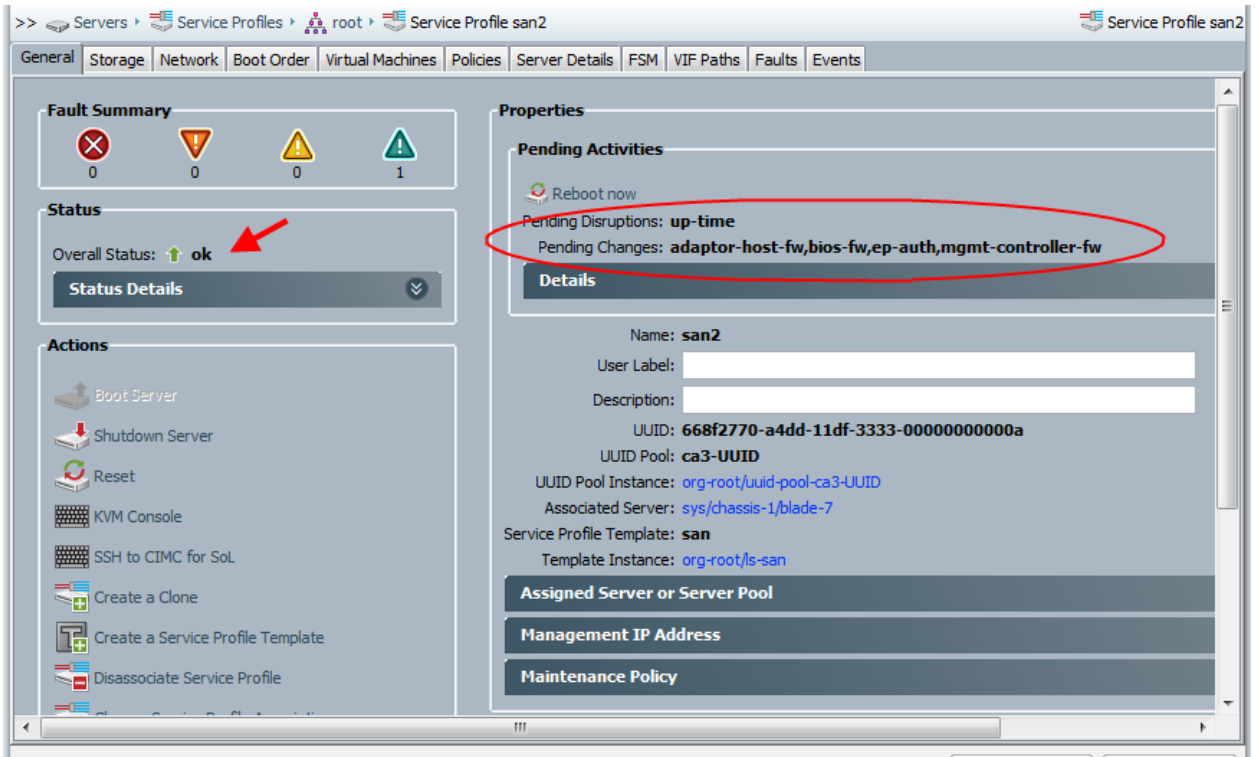 >> Servers Service Profiles root Service Profile san2
Service Profile san2
General Storage Network Boot Order Virtual Machines Policies Server Details FSM VIF Paths Faults Events
Fault Summary
0 0 0 1
Status
Overall Status: ok
Status Details
Actions
Boot Server
Shutdown Server
Reset
KVM Console
SSH to CIMC for SoL
Create a Clone
Create a Service Profile Template
Disassociate Service Profile
Properties
Pending Activities
Reboot now
Pending Disruptions: up-time
Pending Changes: adaptor-host-fw,bios-fw,ep-auth,mgmt-controller-fw
Details
Name: san2
User Label:
Description:
UUID: 668f2770-a4dd-11df-3333-00000000000a
UUID Pool: ca3-UUID
UUID Pool Instance: org-root/uuid-pool-ca3-UUID
Associated Server: sys/chassis-1/blade-7
Service Profile Template: san
Template Instance: org-root/ls-san
Assigned Server or Server Pool
Management IP Address
Maintenance Policy